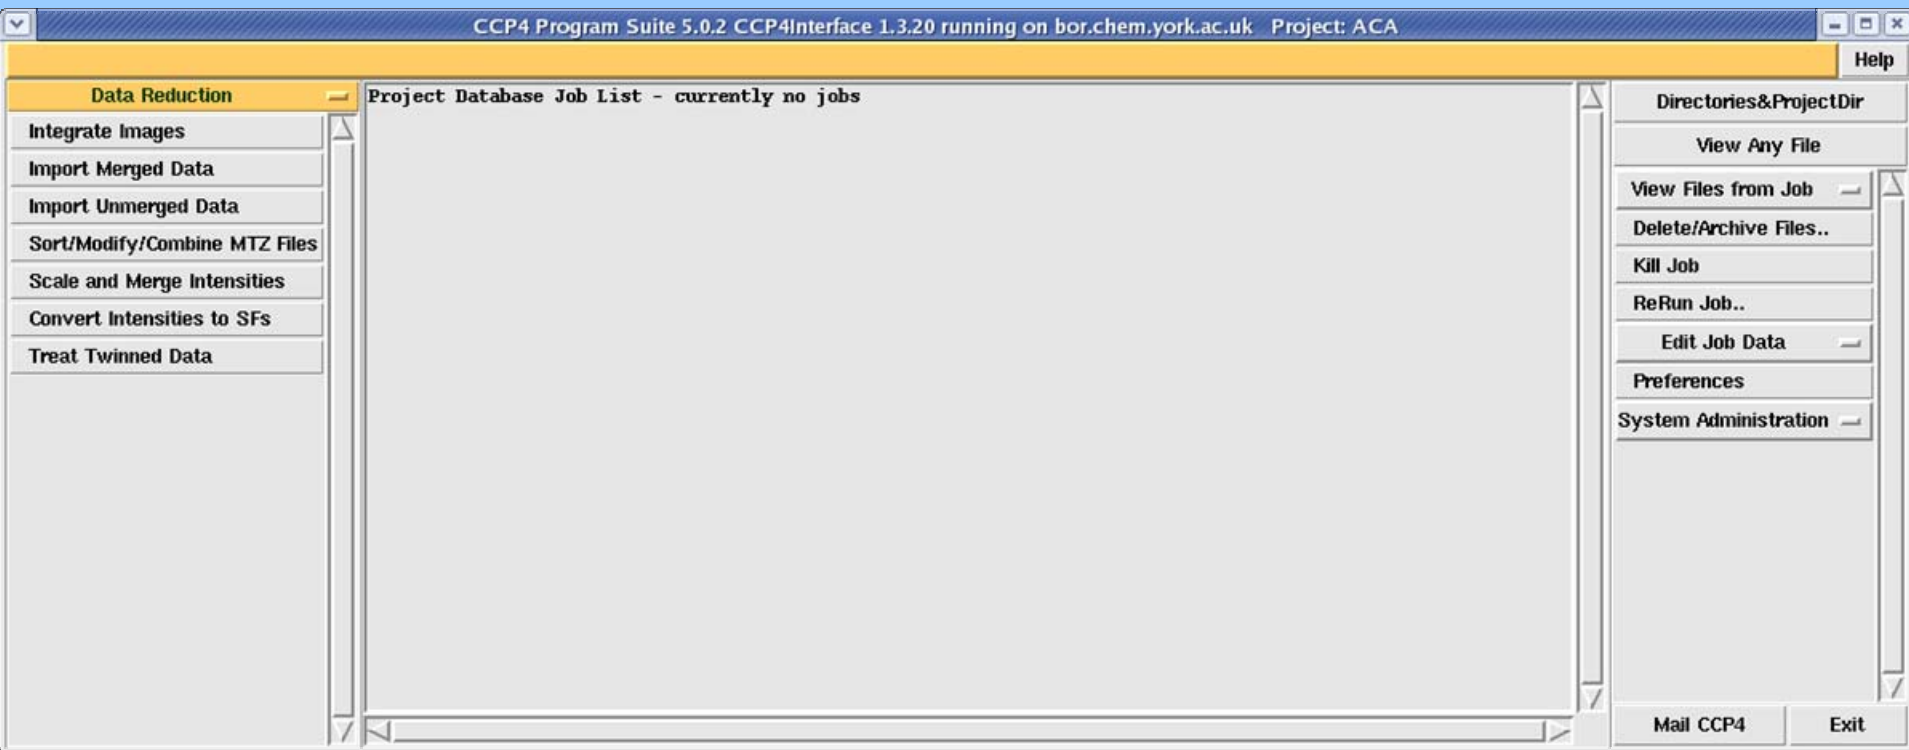 CCP4 Program Suite 5.0.2 CCP4Interface 1.3.20 running on bor.chem.york.ac.uk Project: ACA
Help
Data Reduction
Integrate Images
Import Merged Data
Import Unmerged Data
Sort/Modify/Combine MTZ Files
Scale and Merge Intensities
Convert Intensities to SFs
Treat Twinned Data
Project Database Job List - currently no jobs
Directories&ProjectDir
View Any File
View Files from Job
Delete/Archive Files..
Kill Job
ReRun Job..
Edit Job Data
Preferences
System Administration
Mail CCP4
Exit